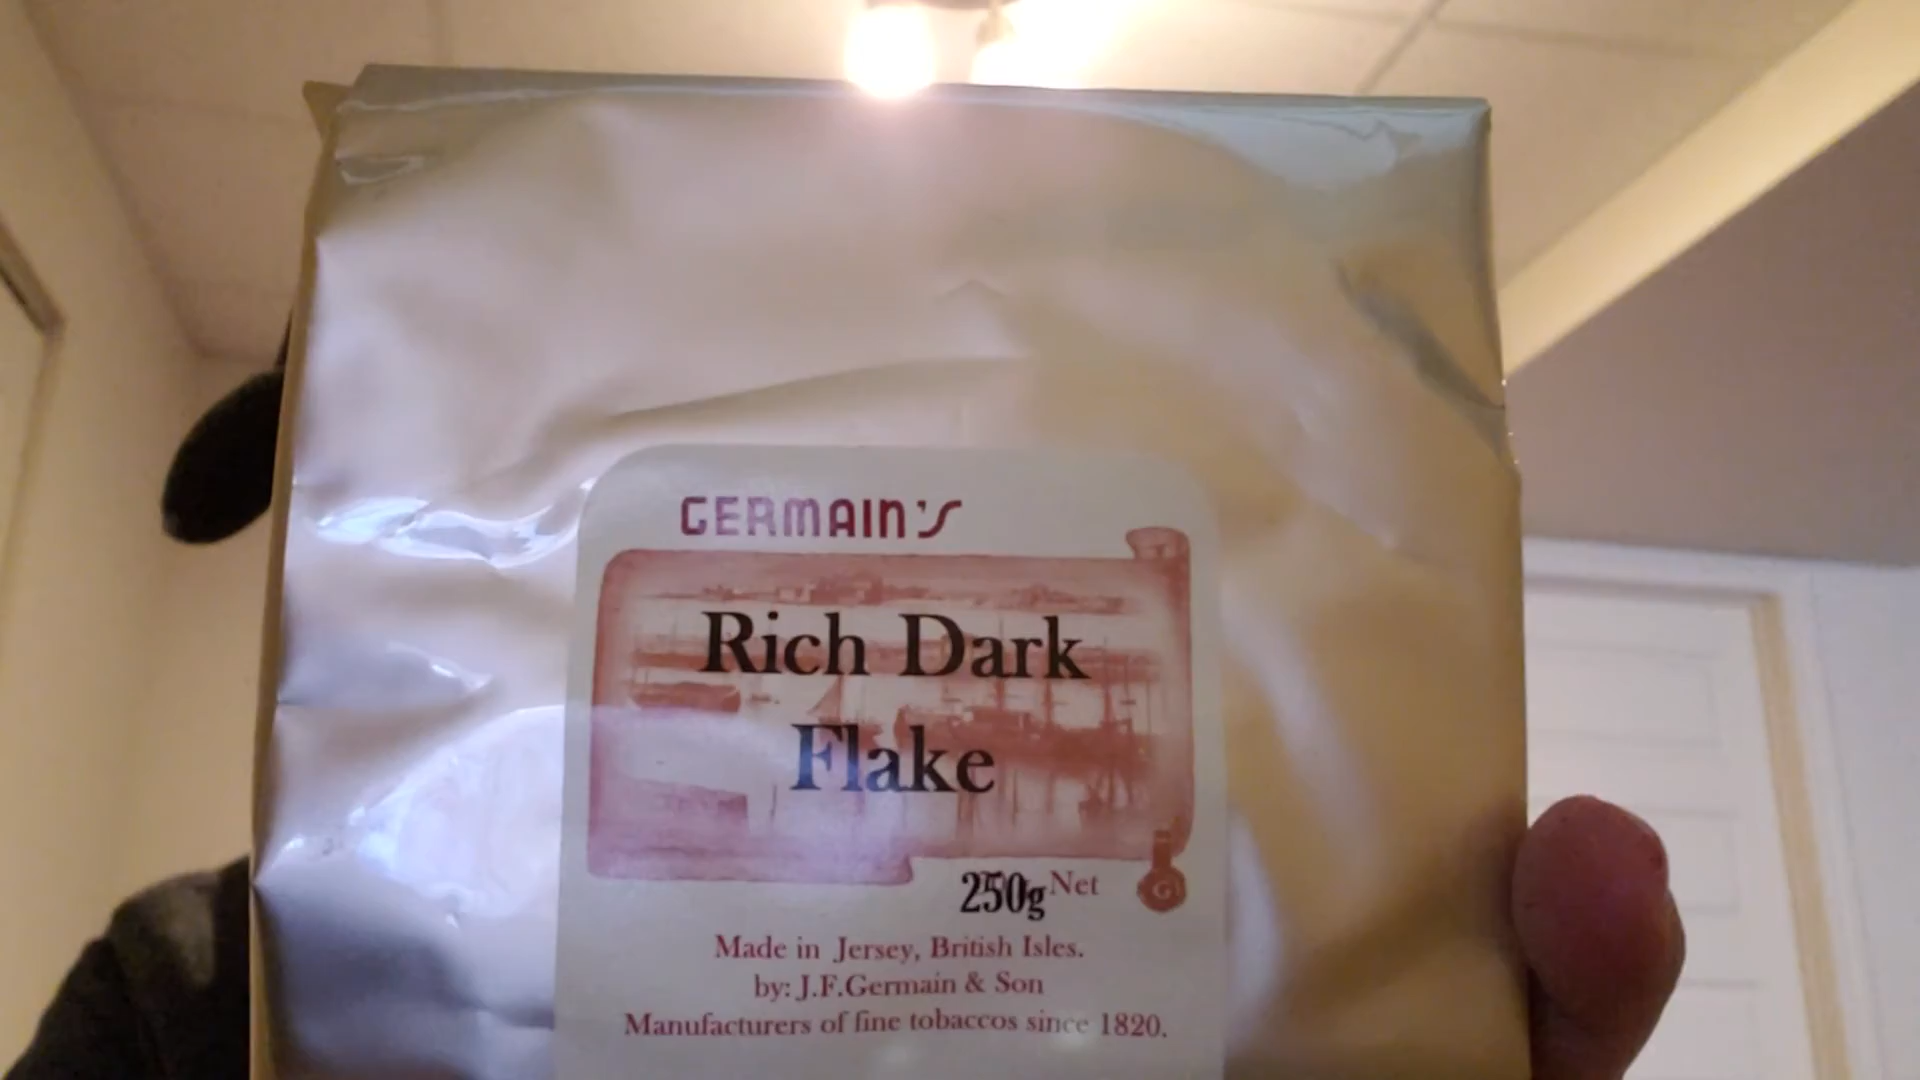 GERMAIN'S
Rich Dark
Flake
250g Net
G
Made in Jersey, British Isles.
by: J.F.Germain & Son
Manufacturers of fine tobaccos since 1820.